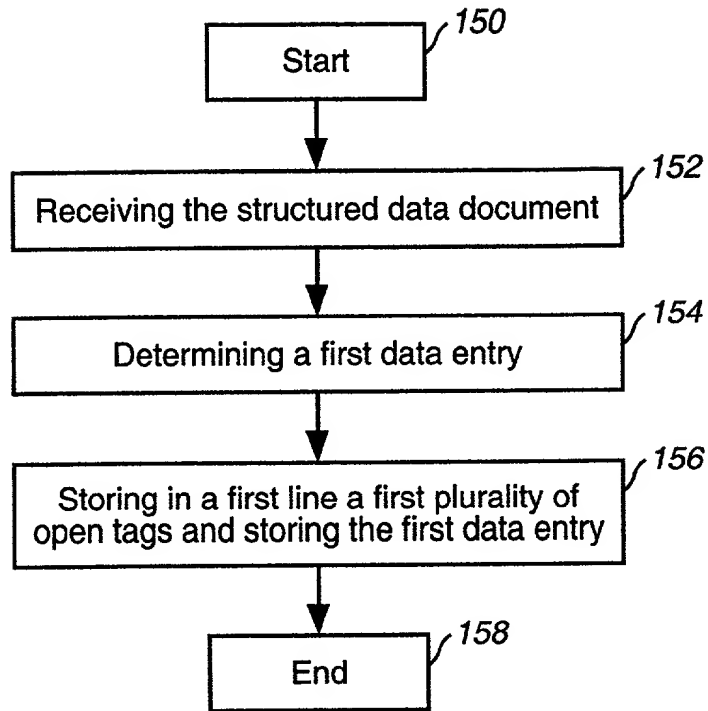 150
Start
152
Receiving the structured data document
154
Determining a first data entry
156
Storing in a first line a first plurality of
open tags and storing the first data entry
158
End